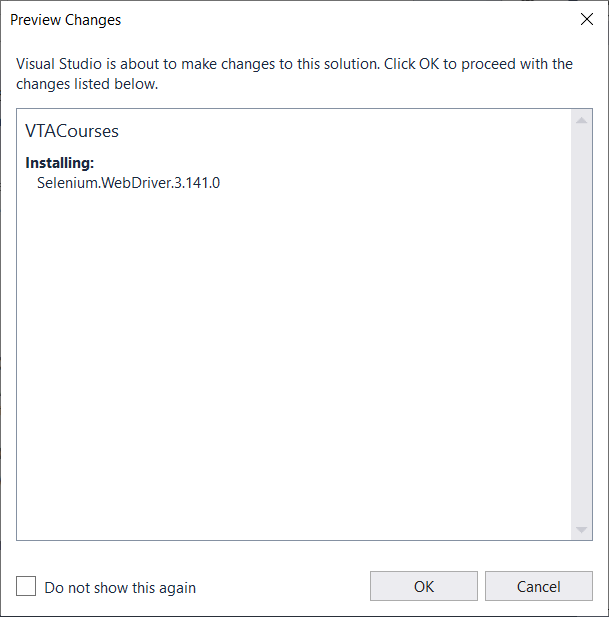 Preview Changes
Visual Studio is about to make changes to this solution. Click OK to proceed with the
changes listed below.
VTACourses
Installing:
Selenium.WebDriver.3.141.0
Do not show this again
OK
Cancel